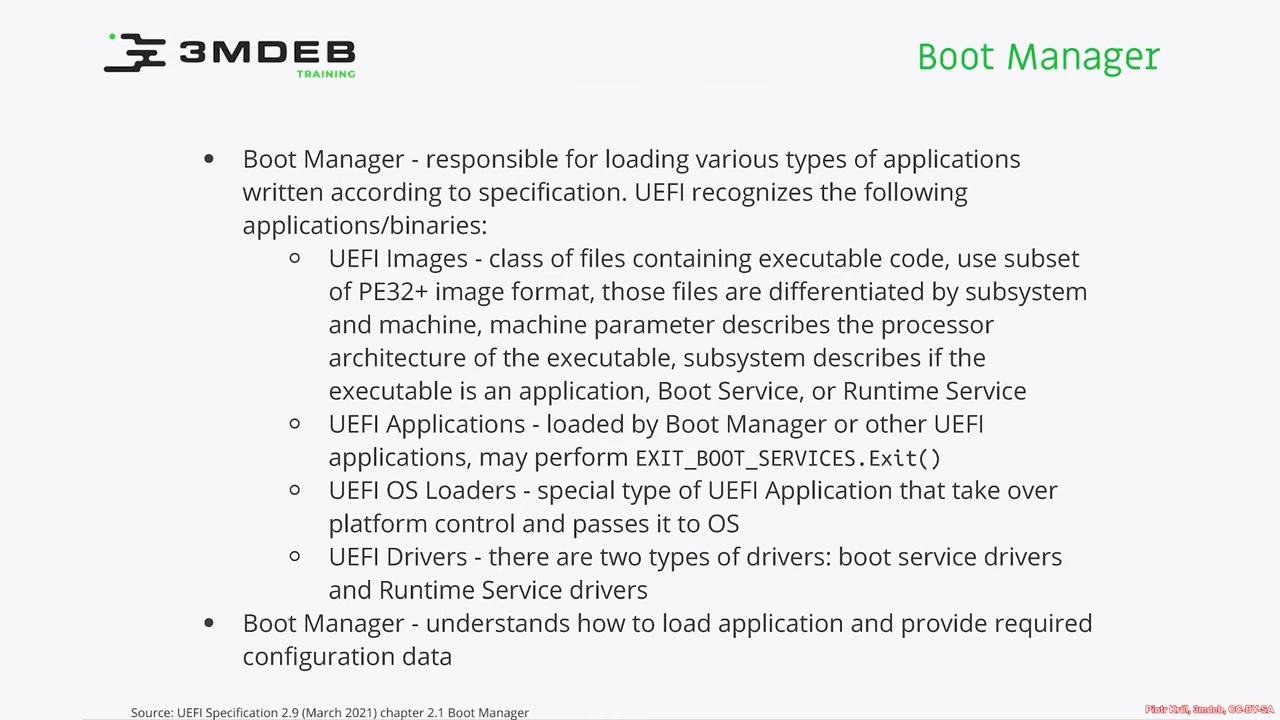 3MDEB
TRAINING
Boot Manager
• Boot Manager - responsible for loading various types of applications
written according to specification. UEFI recognizes the following
applications/binaries:
○ UEFI Images - class of files containing executable code, use subset
of PE32+ image format, those files are differentiated by subsystem
and machine, machine parameter describes the processor
architecture of the executable, subsystem describes if the
executable is an application, Boot Service, or Runtime Service
○ UEFI Applications - loaded by Boot Manager or other UEFI
applications, may perform EXIT_BOOT_SERVICES.Exit()
○ UEFI OS Loaders - special type of UEFI Application that take over
platform control and passes it to OS
○ UEFI Drivers - there are two types of drivers: boot service drivers
and Runtime Service drivers
• Boot Manager - understands how to load application and provide required
configuration data
Source: UEFI Specification 2.9 (March 2021) chapter 2.1 Boot Manager
Piotr Król, 3mdeb, CC-BY-SA